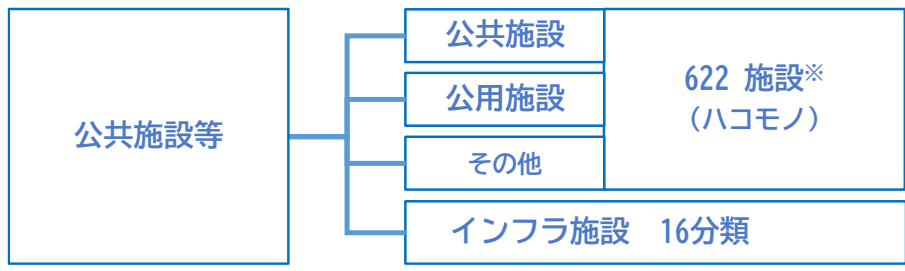 公共施設等
公共施設
公用施設
その他
622 施設※
(ハコモノ)
インフラ施設　16分類